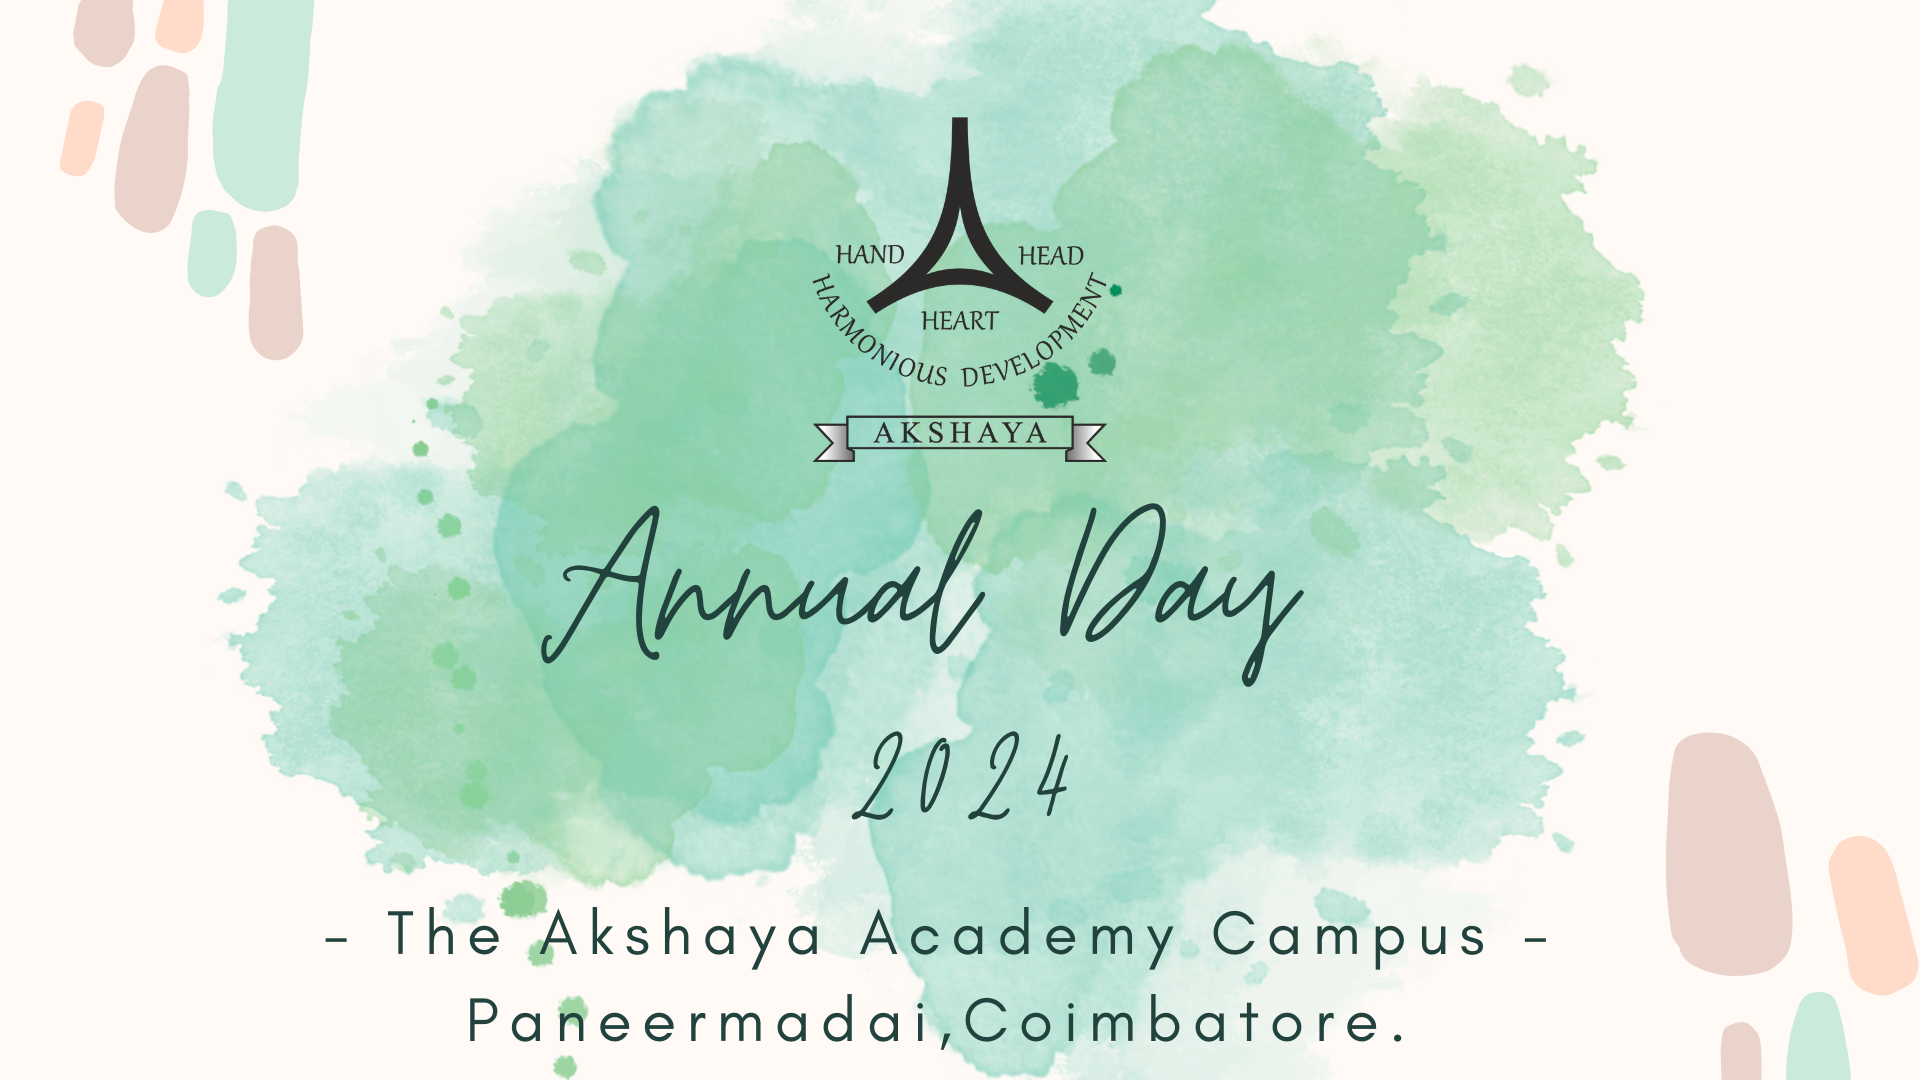 HAND HEAD
HEART
HARMONIOUS DEVELOPMENT
AKSHAYA
Annual Day
2024
- The Akshaya Academy Campus -
Paneermadai,Coimbatore.